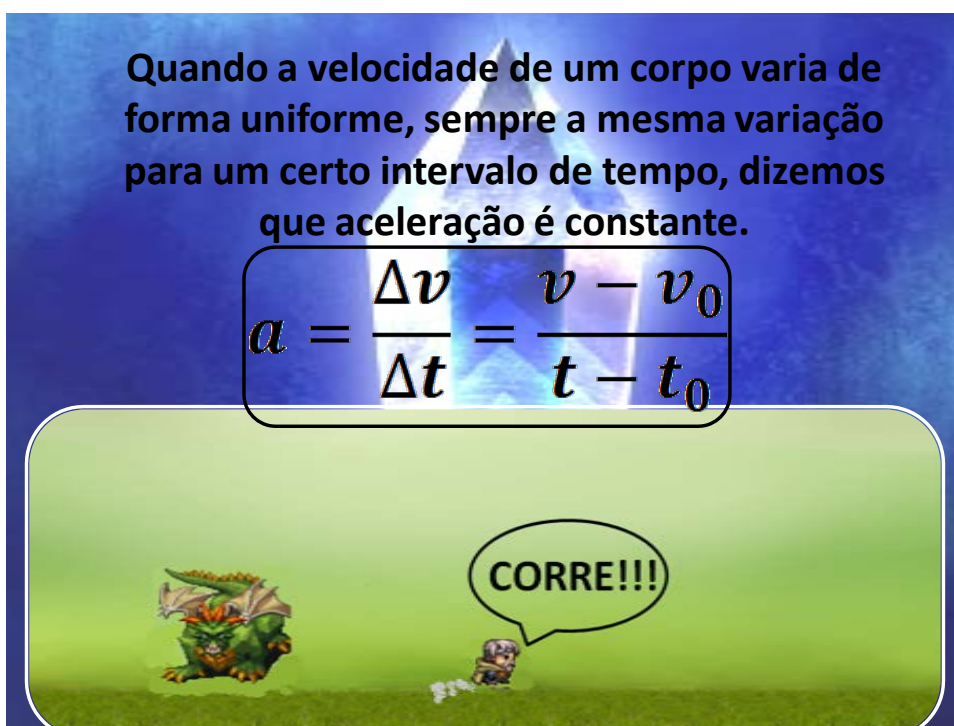 Quando a velocidade de um corpo varia de
forma uniforme, sempre a mesma variação
para um certo intervalo de tempo, dizemos
que aceleração é constante.
a = Δv/Δt = (v − v₀)/(t − t₀)
CORRE!!!